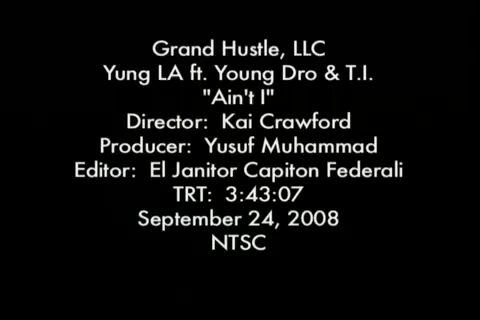 Grand Hustle, LLC
Yung LA ft. Young Dro & T.I.
"Ain't I"
Director:  Kai Crawford
Producer:  Yusuf Muhammad
Editor:  El Janitor Capiton Federali
TRT:  3:43:07
September 24, 2008
NTSC